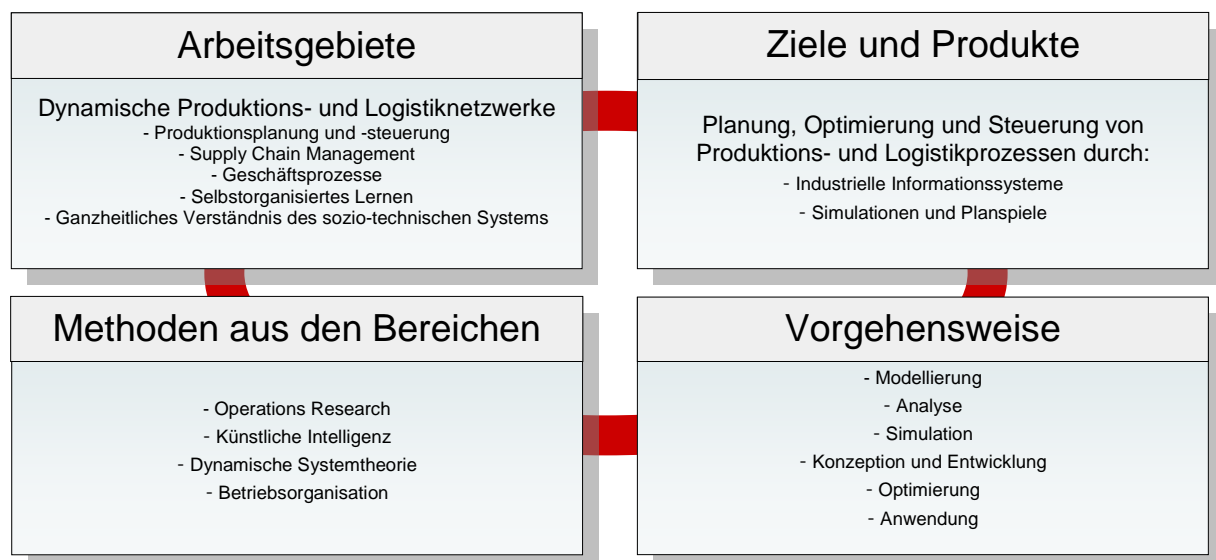 Arbeitsgebiete
Dynamische Produktions- und Logistiknetzwerke
- Produktionsplanung und -steuerung
- Supply Chain Management
- Geschäftsprozesse
- Selbstorganisiertes Lernen
- Ganzheitliches Verständnis des sozio-technischen Systems
Ziele und Produkte
Planung, Optimierung und Steuerung von
Produktions- und Logistikprozessen durch:
- Industrielle Informationssysteme
- Simulationen und Planspiele
Methoden aus den Bereichen
- Operations Research
- Künstliche Intelligenz
- Dynamische Systemtheorie
- Betriebsorganisation
Vorgehensweise
- Modellierung
- Analyse
- Simulation
- Konzeption und Entwicklung
- Optimierung
- Anwendung